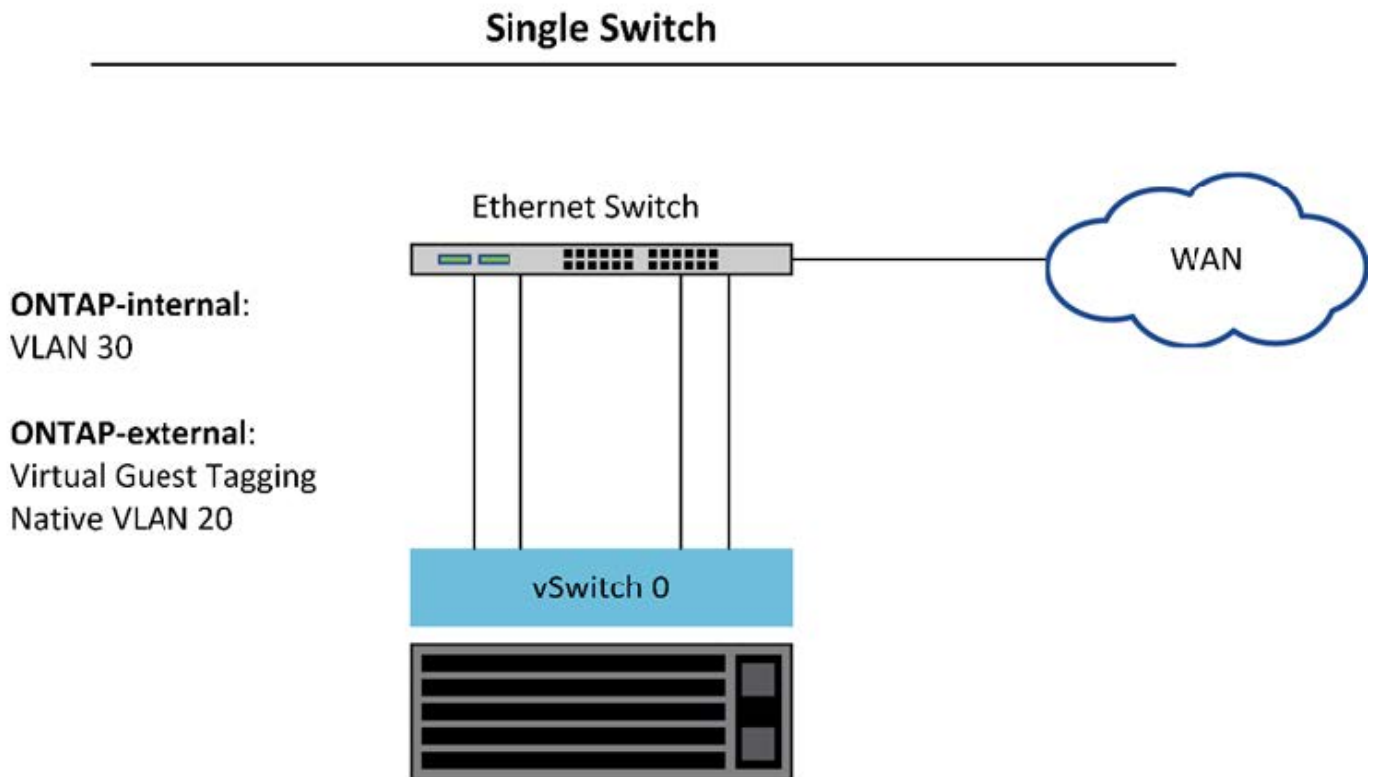 Single Switch
Ethernet Switch
WAN
ONTAP-internal:
VLAN 30
ONTAP-external:
Virtual Guest Tagging
Native VLAN 20
vSwitch 0